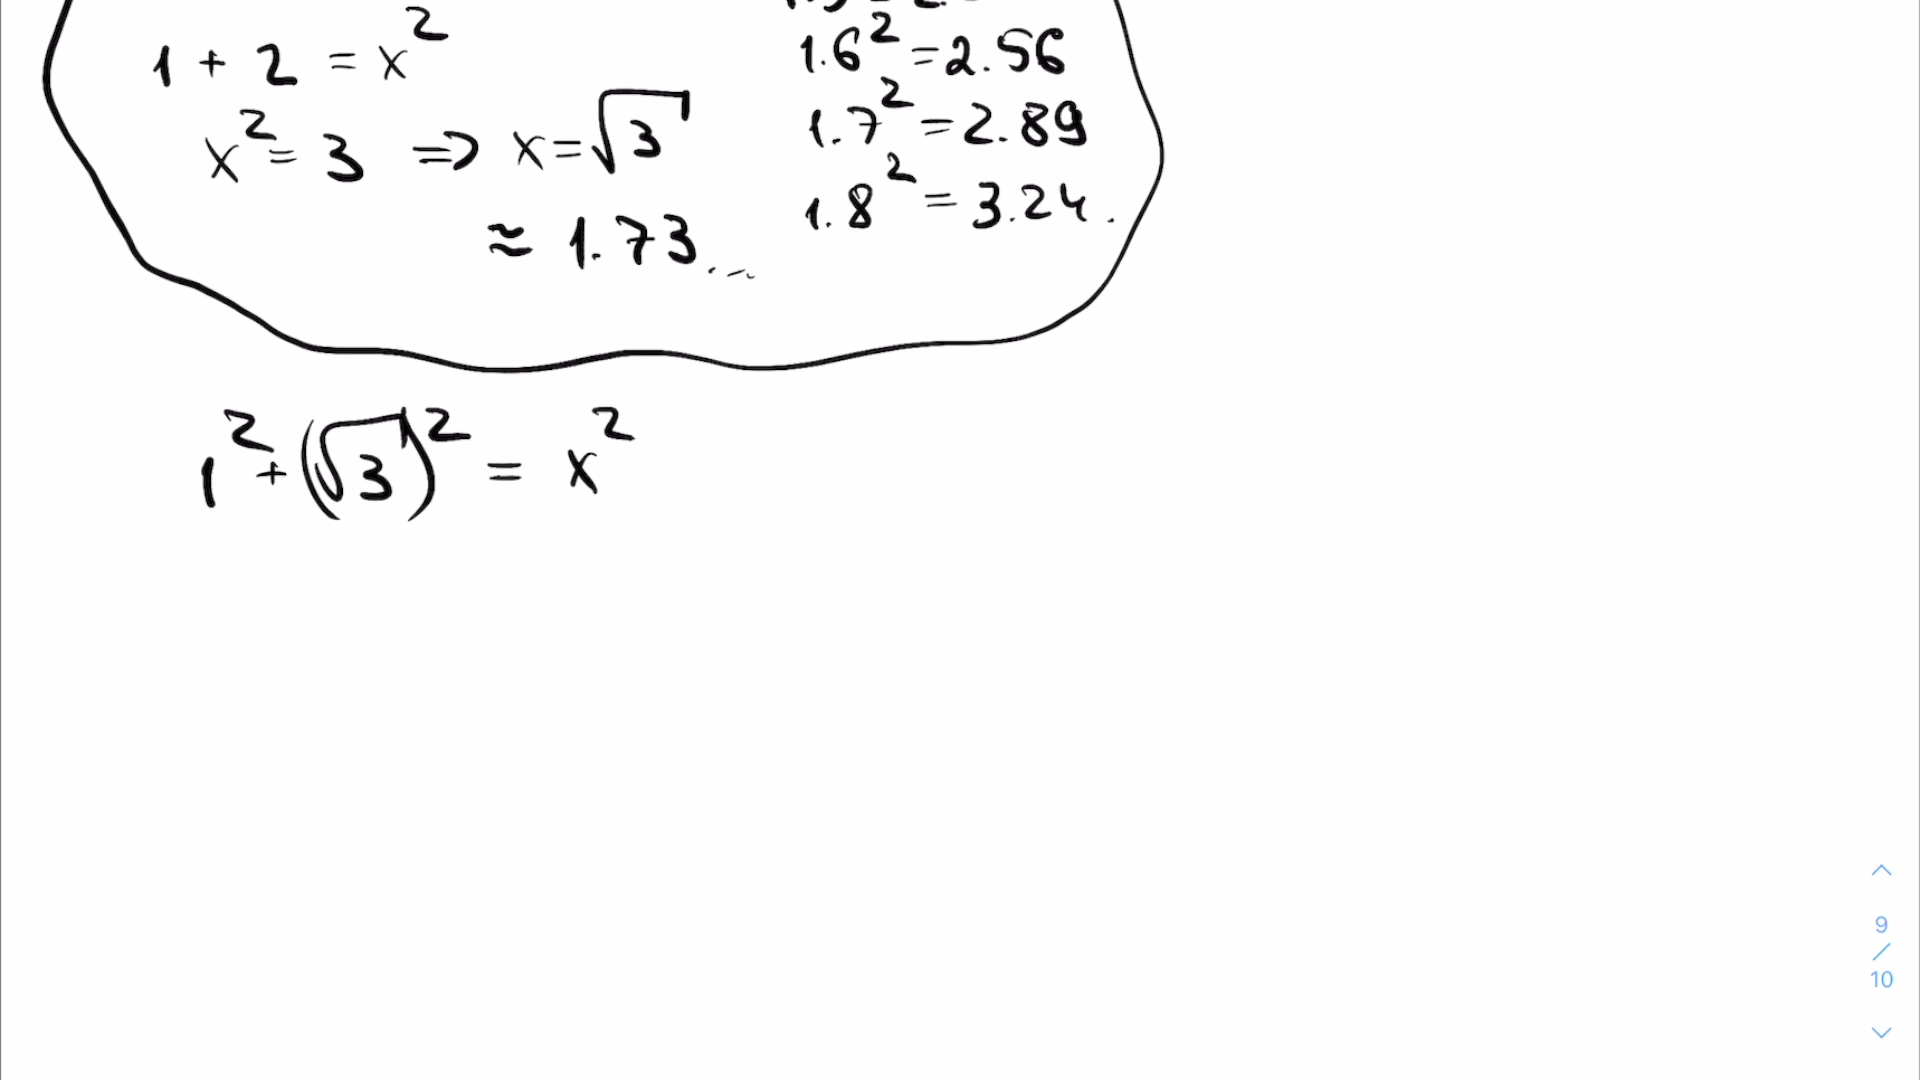 1 + 2 = x²
x² = 3 => x = √3
≈ 1.73...
1.6² = 2.56
1.7² = 2.89
1.8² = 3.24.
1² + (√3)² = x²
9
/
10